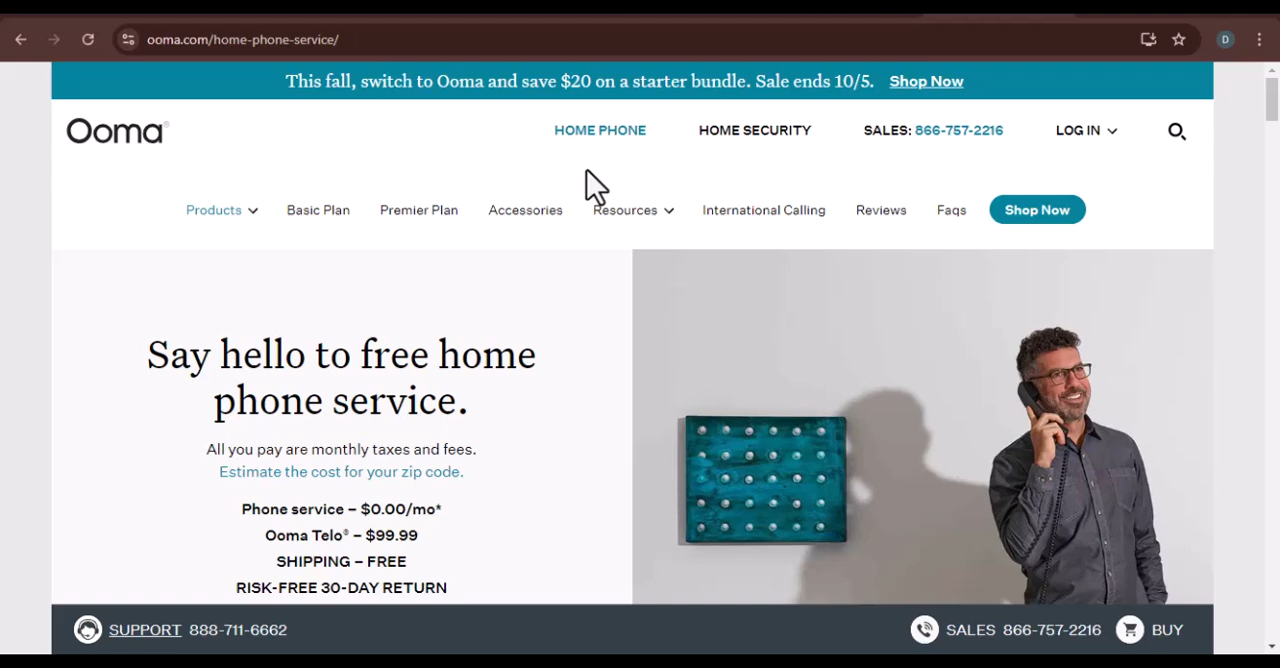 ooma.com/home-phone-service/
D
This fall, switch to Ooma and save $20 on a starter bundle. Sale ends 10/5. Shop Now
Ooma®
HOME PHONE HOME SECURITY SALES: 866-757-2216 LOG IN
Products Basic Plan Premier Plan Accessories Resources International Calling Reviews Faqs Shop Now
Say hello to free home
phone service.
All you pay are monthly taxes and fees.
Estimate the cost for your zip code.
Phone service – $0.00/mo*
Ooma Telo® – $99.99
SHIPPING – FREE
RISK-FREE 30-DAY RETURN
SUPPORT 888-711-6662 SALES 866-757-2216 BUY